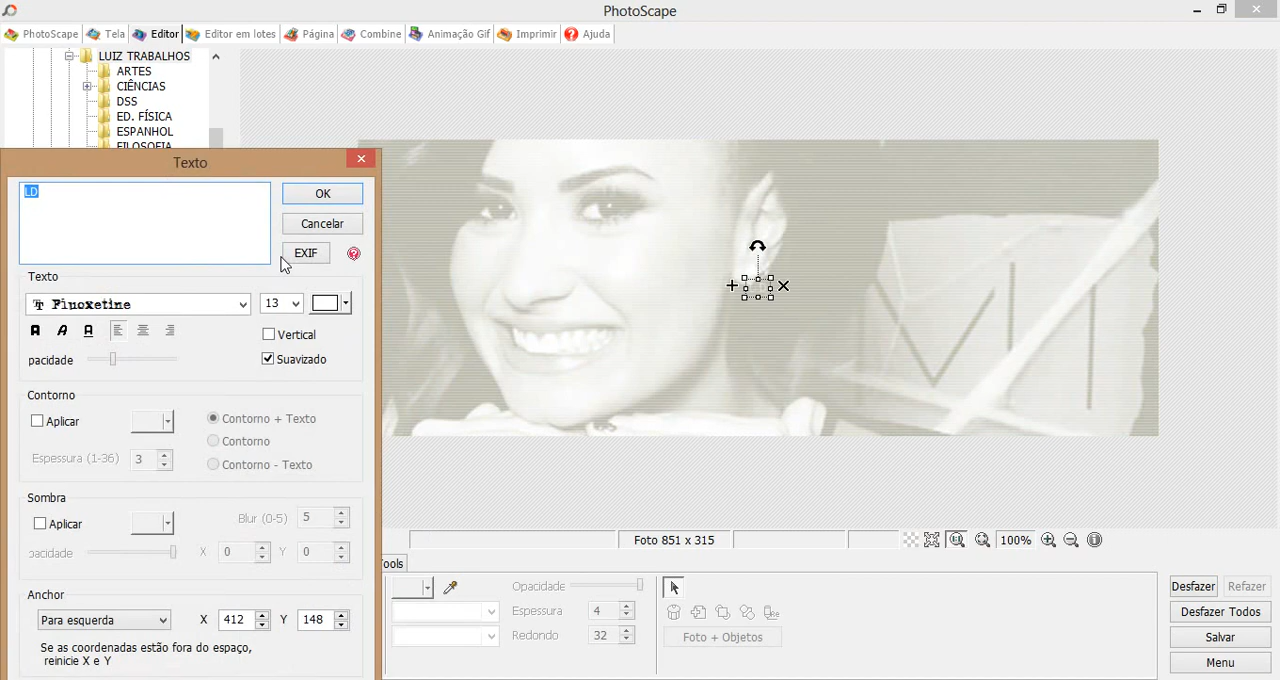 PhotoScape
PhotoScape Tela Editor Editor em lotes Página Combine Animação Gif Imprimir Ajuda
LUIZ TRABALHOS
ARTES
CIÊNCIAS
DSS
ED. FÍSICA
ESPANHOL
FILOSOFIA
Texto
LD
OK
Cancelar
EXIF
Texto
Fluoxetine 13
A A A
Vertical
pacidade
Suavizado
Contorno
Aplicar
Contorno + Texto
Contorno
Espessura (1-36) 3
Contorno - Texto
Sombra
Aplicar
Blur (0-5) 5
pacidade X 0 Y 0
Anchor
Para esquerda X 412 Y 148
Se as coordenadas estão fora do espaço,
reinicie X e Y
Foto 851 x 315
100%
ools
Opacidade
Espessura 4
Redondo 32
Foto + Objetos
Desfazer Refazer
Desfazer Todos
Salvar
Menu